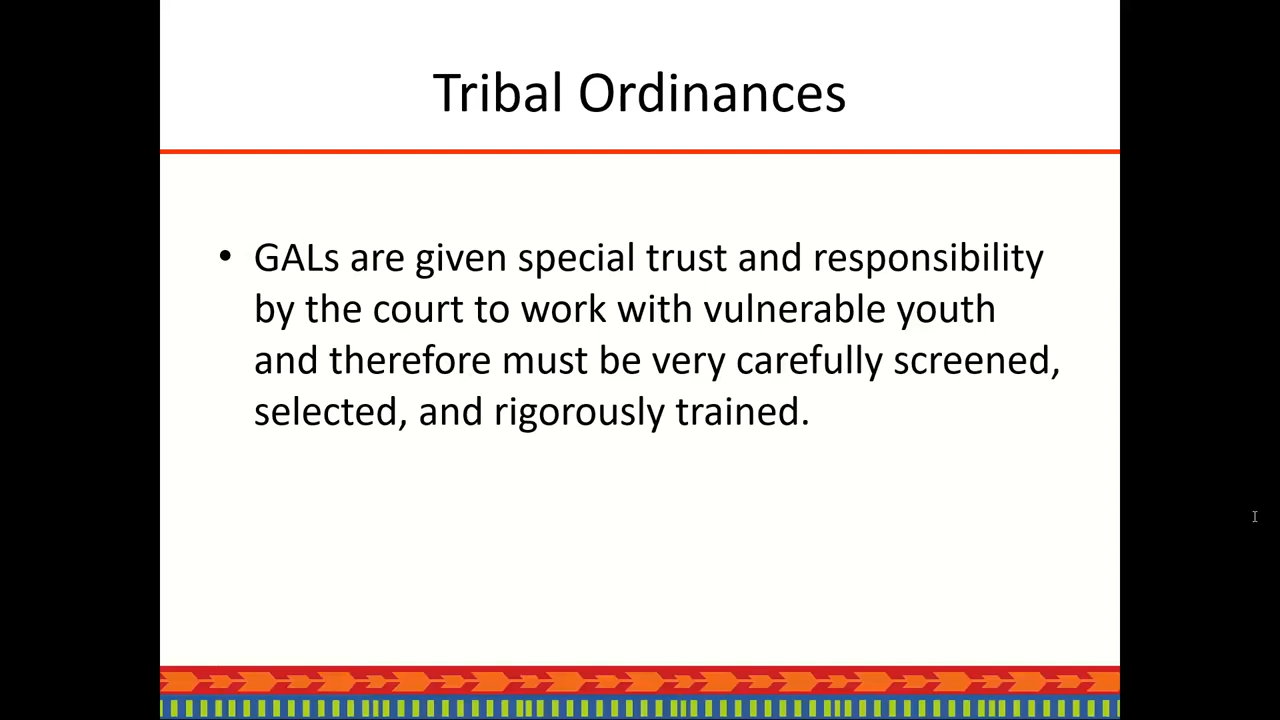 Tribal Ordinances
• GALs are given special trust and responsibility
by the court to work with vulnerable youth
and therefore must be very carefully screened,
selected, and rigorously trained.